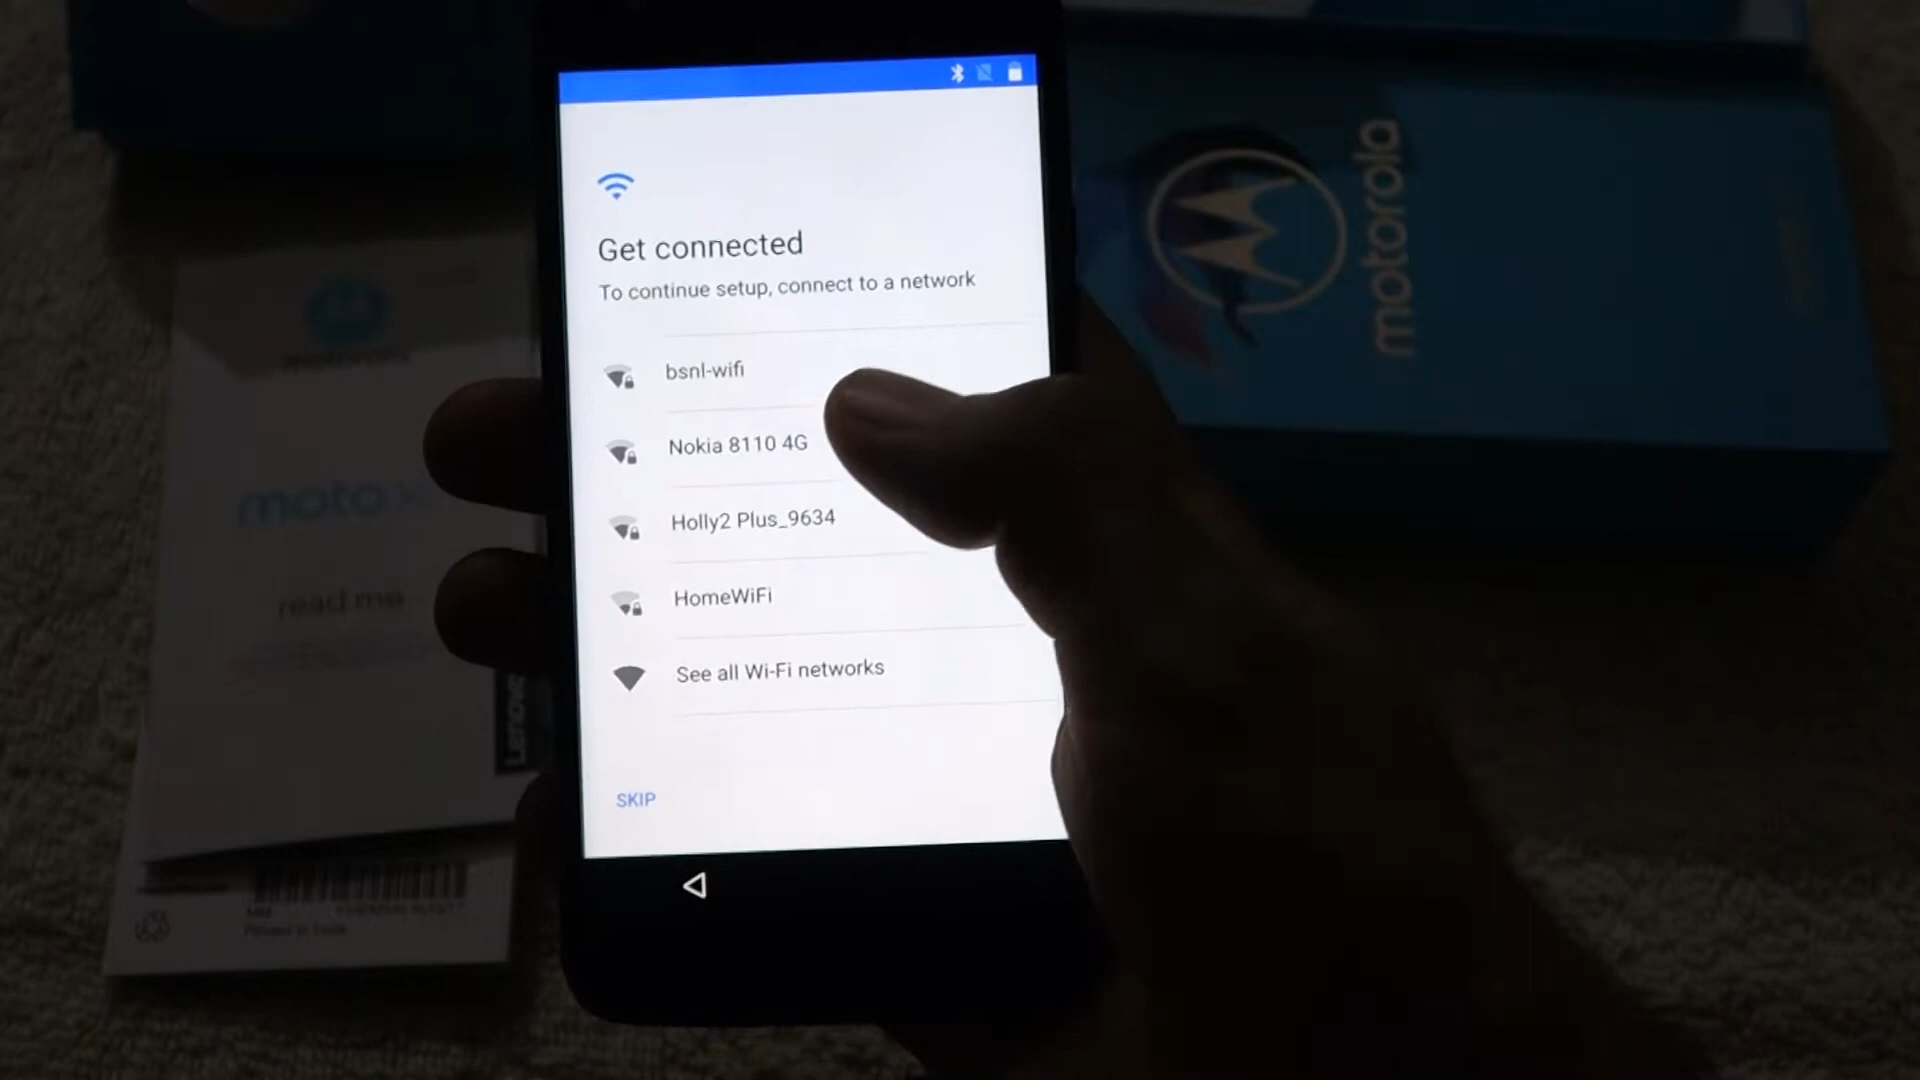 Get connected
To continue setup, connect to a network
bsnl-wifi
Nokia 8110 4G
Holly2 Plus_9634
HomeWiFi
See all Wi-Fi networks
SKIP
motorola
moto x
read me
Lenovo